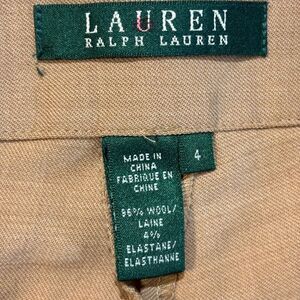 LAUREN
RALPH LAUREN
MADE IN
CHINA
FABRIQUE EN
CHINE
4
96% WOOL/
LAINE
4%
ELASTANE/
ELASTHANNE